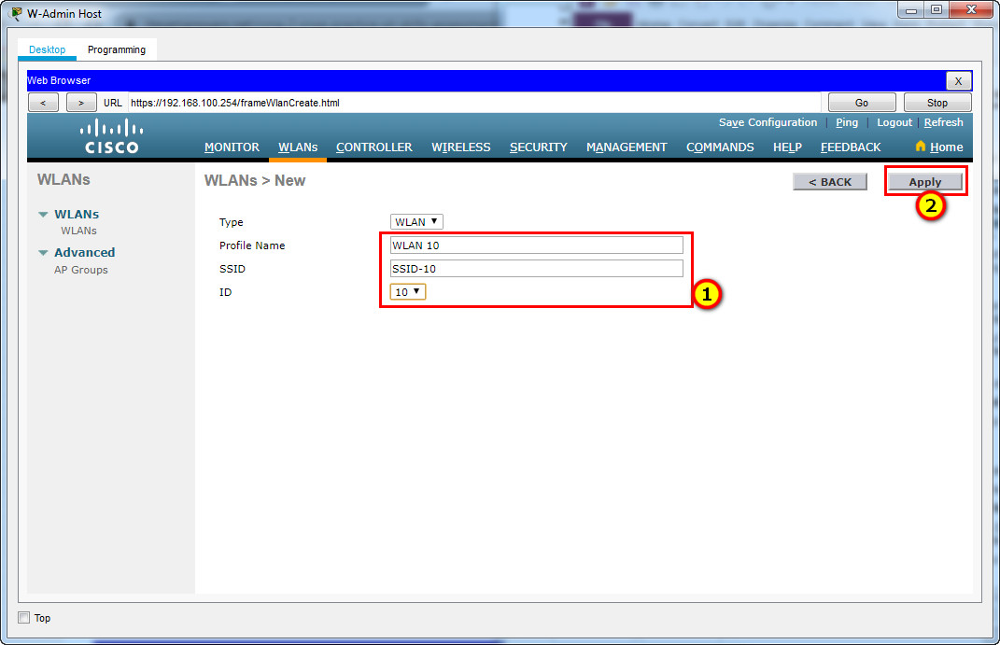 W-Admin Host
Desktop Programming
Web Browser X
< > URL https://192.168.100.254/frameWlanCreate.html Go Stop
Save Configuration | Ping | Logout | Refresh
CISCO
MONITOR WLANs CONTROLLER WIRELESS SECURITY MANAGEMENT COMMANDS HELP FEEDBACK Home
WLANs
WLANs > New
< BACK Apply
2
WLANs
WLANs
Advanced
AP Groups
Type WLAN
Profile Name WLAN 10
SSID SSID-10
ID 10
1
Top